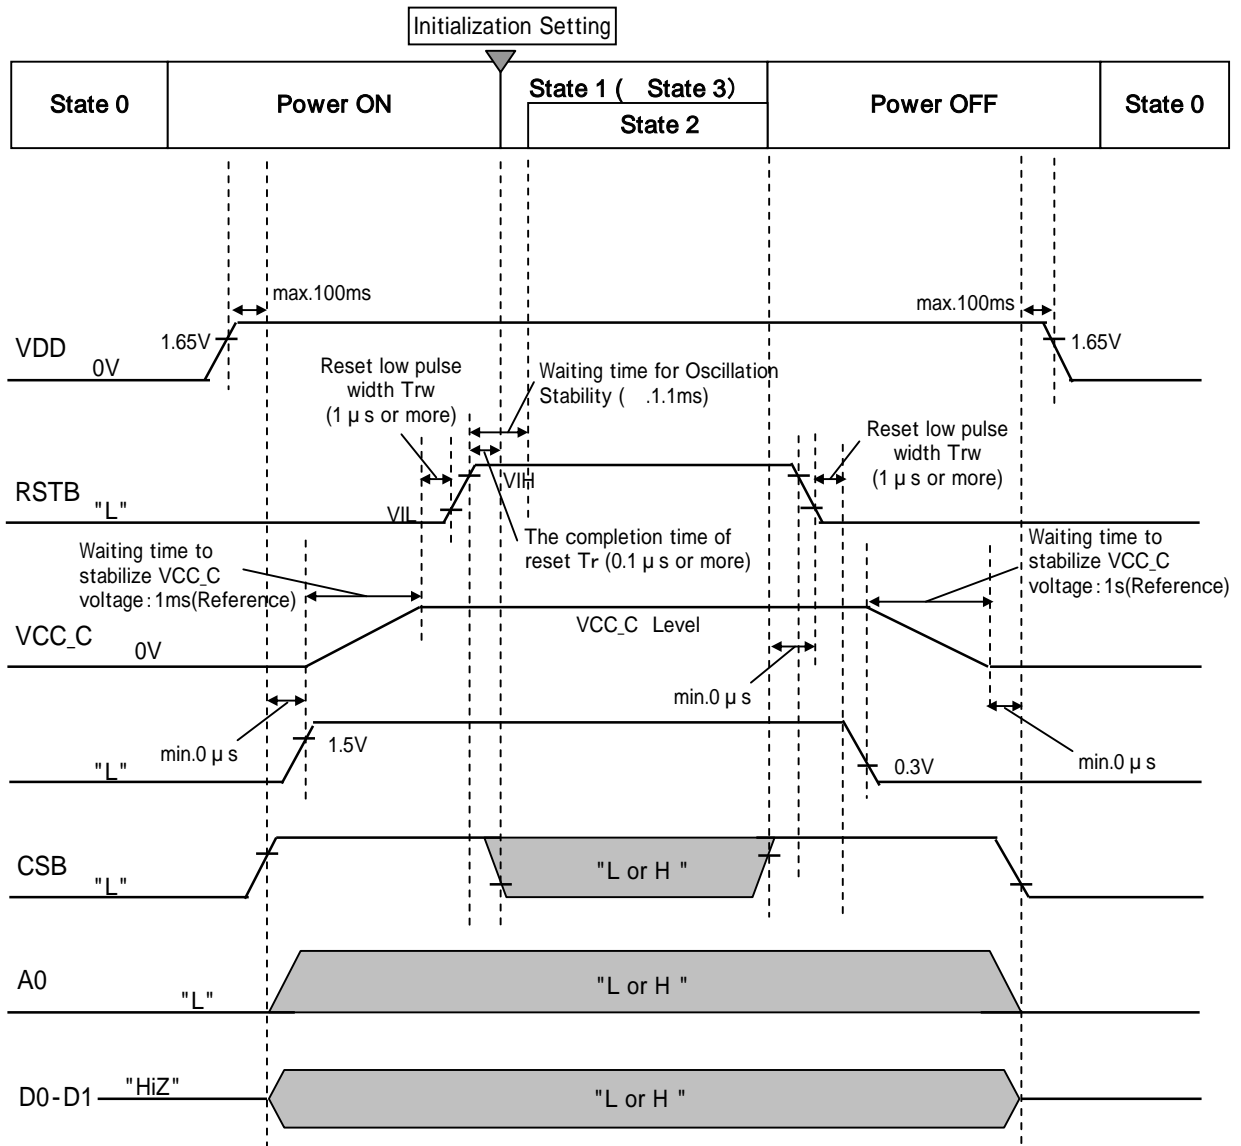 Initialization Setting
State 0
Power ON
State 1 (　State 3)
State 2
Power OFF
State 0
max.100ms
max.100ms
VDD
0V
1.65V
1.65V
Reset low pulse
width Trw
(1 μ s or more)
Waiting time for Oscillation
Stability (　.1.1ms)
Reset low pulse
width Trw
(1 μ s or more)
RSTB
"L"
VIL
VIH
The completion time of
reset Tr (0.1 μ s or more)
Waiting time to
stabilize VCC_C
voltage：1ms(Reference)
Waiting time to
stabilize VCC_C
voltage：1s(Reference)
VCC_C
0V
VCC_C Level
min.0 μ s
min.0 μ s
min.0 μ s
"L"
1.5V
0.3V
CSB
"L"
"L or H "
A0
"L"
"L or H "
D0-D1
"HiZ"
"L or H "